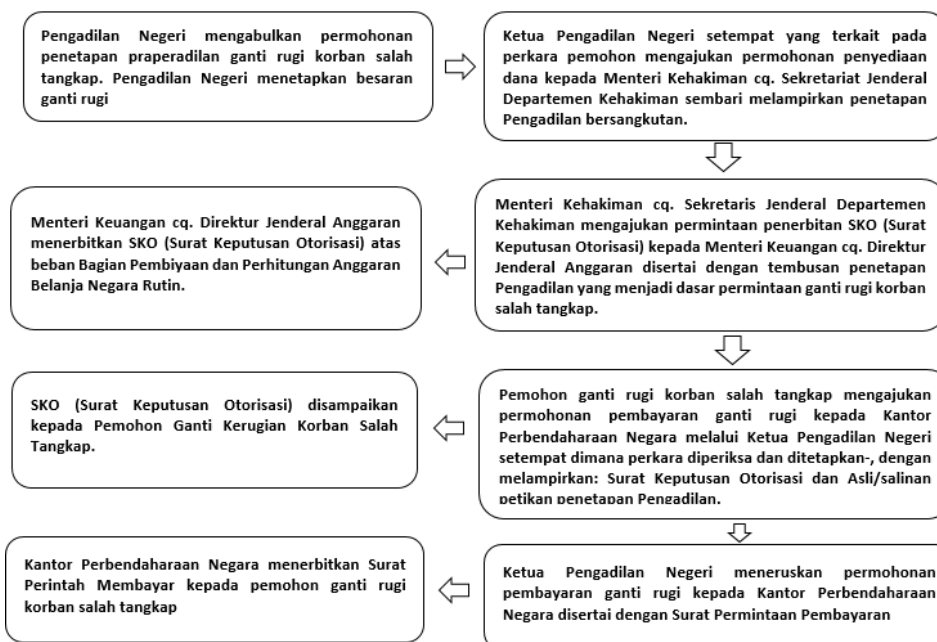 Pengadilan Negeri mengabulkan permohonan
penetapan praperadilan ganti rugi korban salah
tangkap. Pengadilan Negeri menetapkan besaran
ganti rugi
Ketua Pengadilan Negeri setempat yang terkait pada
perkara pemohon mengajukan permohonan penyediaan
dana kepada Menteri Kehakiman cq. Sekretariat Jenderal
Departemen Kehakiman sembari melampirkan penetapan
Pengadilan bersangkutan.
Menteri Keuangan cq. Direktur Jenderal Anggaran
menerbitkan SKO (Surat Keputusan Otorisasi) atas
beban Bagian Pembiyaan dan Perhitungan Anggaran
Belanja Negara Rutin.
Menteri Kehakiman cq. Sekretaris Jenderal Departemen
Kehakiman mengajukan permintaan penerbitan SKO (Surat
Keputusan Otorisasi) kepada Menteri Keuangan cq. Direktur
Jenderal Anggaran disertai dengan tembusan penetapan
Pengadilan yang menjadi dasar permintaan ganti rugi korban
salah tangkap.
SKO (Surat Keputusan Otorisasi) disampaikan
kepada Pemohon Ganti Kerugian Korban Salah
Tangkap.
Pemohon ganti rugi korban salah tangkap mengajukan
permohonan pembayaran ganti rugi kepada Kantor
Perbendaharaan Negara melalui Ketua Pengadilan Negeri
setempat dimana perkara diperiksa dan ditetapkan-, dengan
melampirkan: Surat Keputusan Otorisasi dan Asli/salinan
petikan penetapan Pengadilan.
Kantor Perbendaharaan Negara menerbitkan Surat
Perintah Membayar kepada pemohon ganti rugi
korban salah tangkap
Ketua Pengadilan Negeri meneruskan permohonan
pembayaran ganti rugi kepada Kantor Perbendaharaan
Negara disertai dengan Surat Permintaan Pembayaran